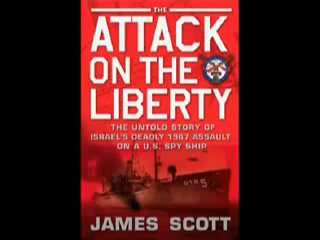 THE
ATTACK
ON THE
LIBERTY
THE UNTOLD STORY OF
ISRAEL'S DEADLY 1967 ASSAULT
ON A U.S. SPY SHIP
JAMES SCOTT